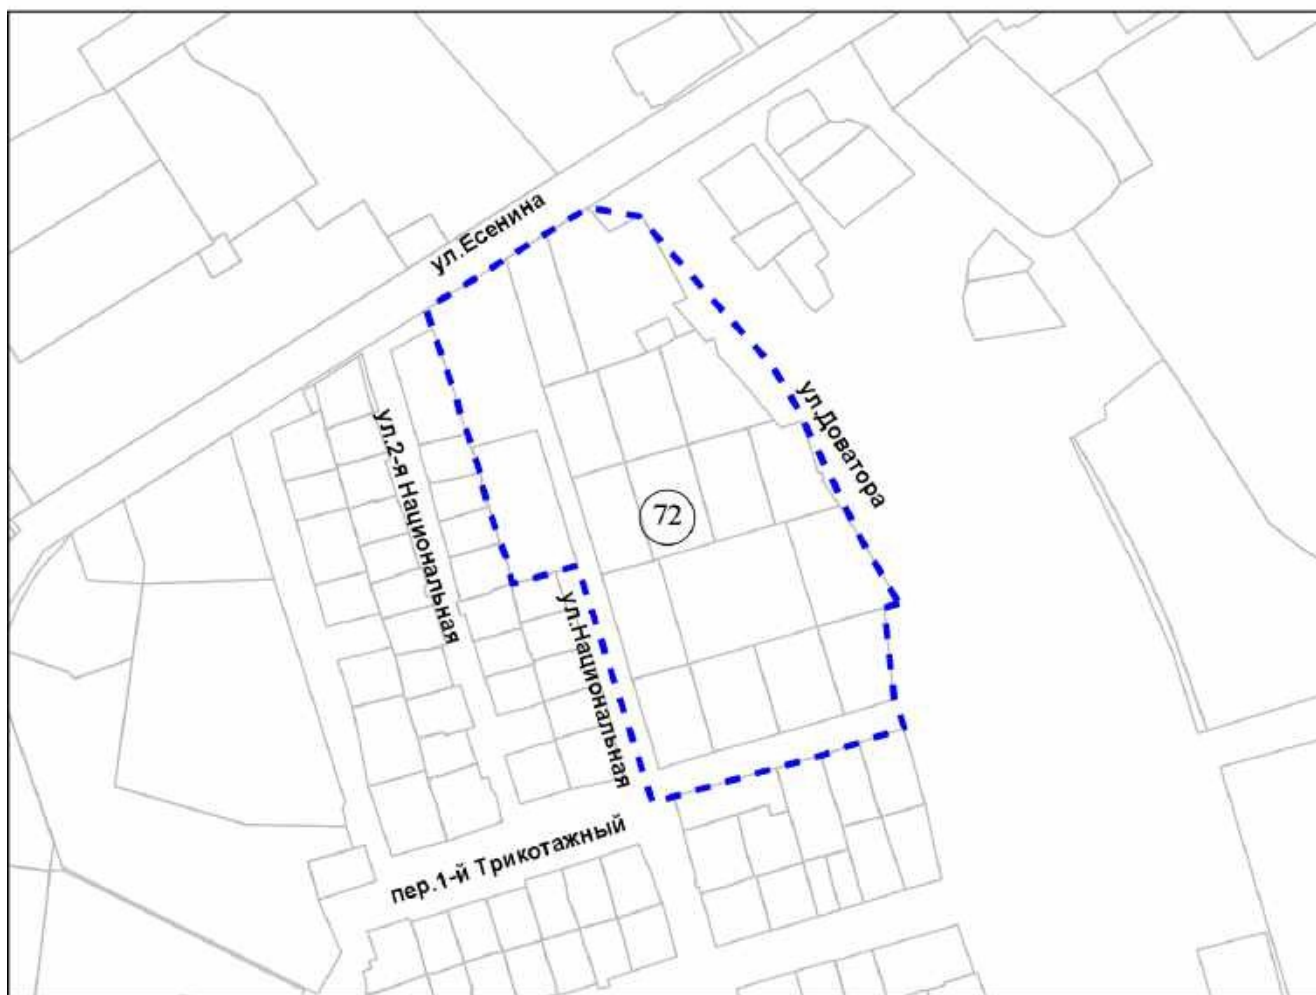 ул.Есенина
ул.Доватора
ул.2-я Национальная
72
ул.Национальная
пер.1-й Трикотажный